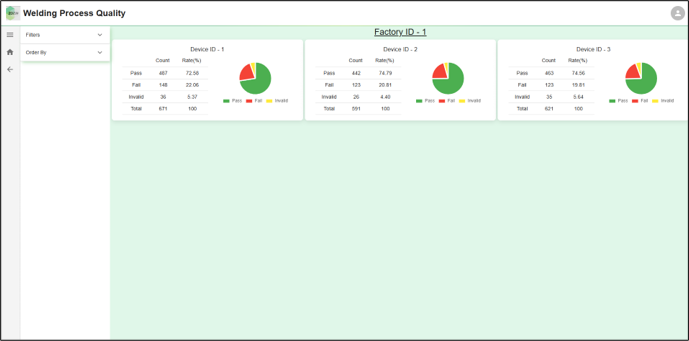 Welding Process Quality
Filters
Order By
Factory ID - 1
Device ID - 1
Count Rate(%)
Pass 487 72.58
Fail 148 22.06
Invalid 36 5.37
Total 671 100
Pass Fail Invalid
Device ID - 2
Count Rate(%)
Pass 442 74.79
Fail 123 20.81
Invalid 26 4.40
Total 591 100
Pass Fail Invalid
Device ID - 3
Count Rate(%)
Pass 463 74.56
Fail 123 19.81
Invalid 35 5.64
Total 621 100
Pass Fail Invalid